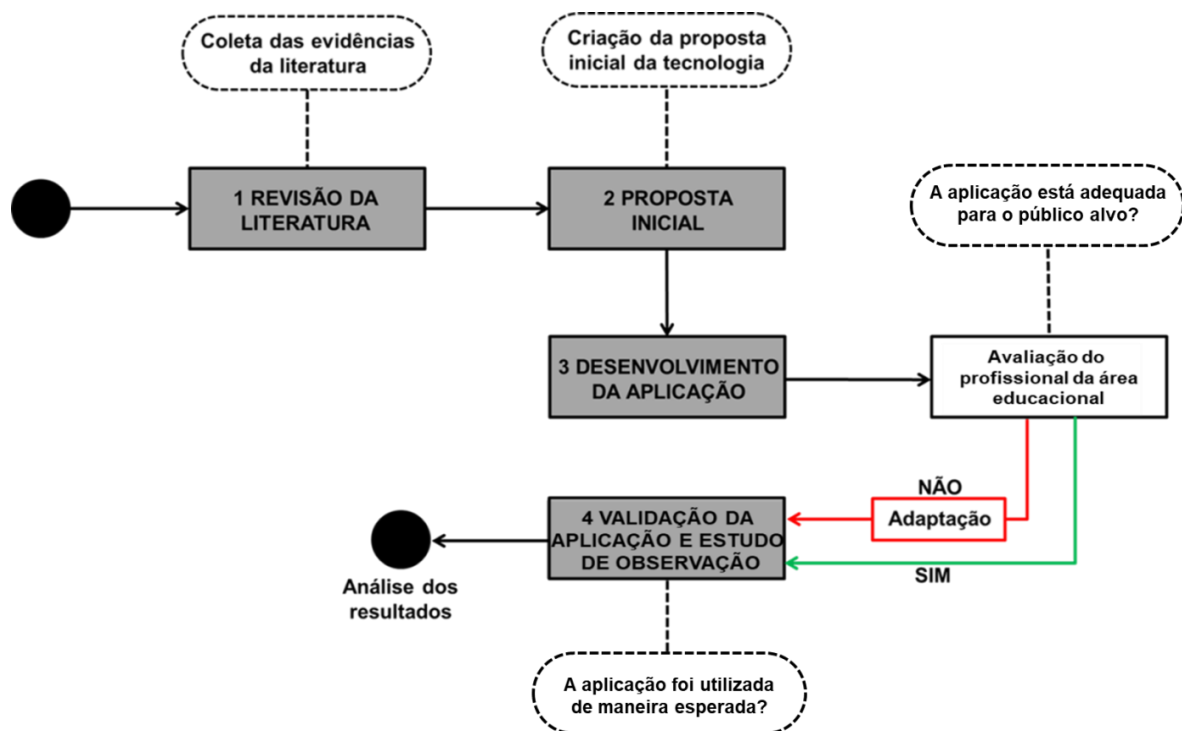 Coleta das evidências
da literatura
Criação da proposta
inicial da tecnologia
1 REVISÃO DA
LITERATURA
2 PROPOSTA
INICIAL
A aplicação está adequada
para o público alvo?
3 DESENVOLVIMENTO
DA APLICAÇÃO
Avaliação do
profissional da área
educacional
NÃO
Adaptação
SIM
4 VALIDAÇÃO DA
APLICAÇÃO E ESTUDO
DE OBSERVAÇÃO
Análise dos
resultados
A aplicação foi utilizada
de maneira esperada?